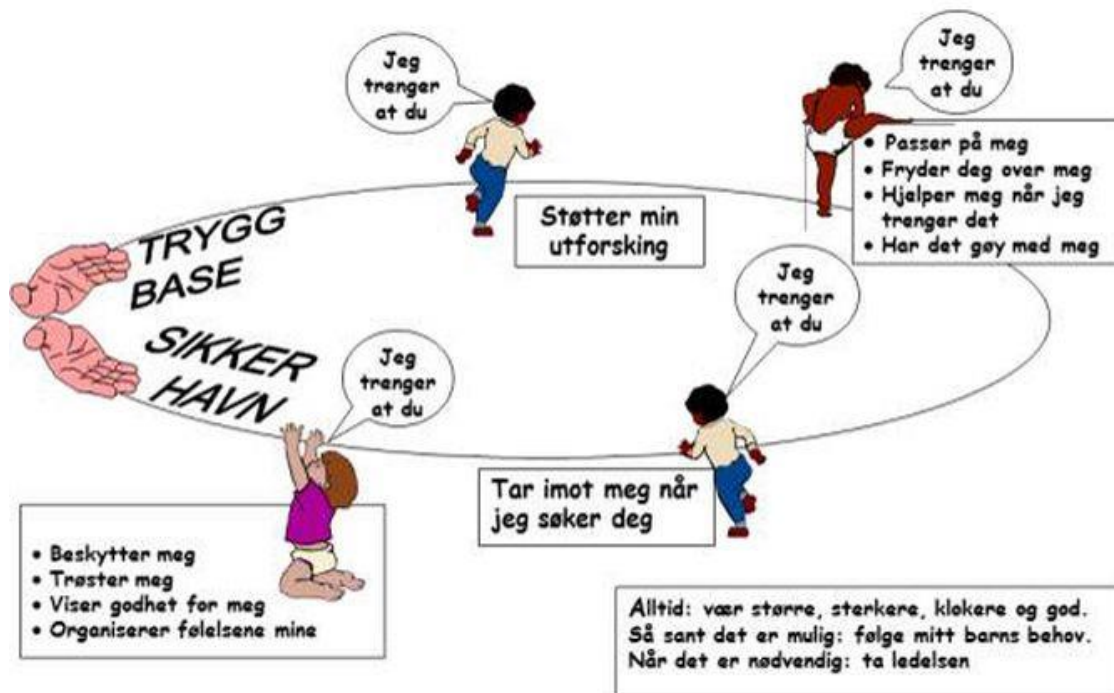 Jeg
trenger
at du
Jeg
trenger
at du
• Passer på meg
• Fryder deg over meg
• Hjelper meg når jeg
trenger det
• Har det gøy med meg
Støtter min
utforsking
TRYGG
BASE
SIKKER
HAVN
Jeg
trenger
at du
Jeg
trenger
at du
Tar imot meg når
jeg søker deg
• Beskytter meg
• Trøster meg
• Viser godhet for meg
• Organiserer følelsene mine
Alltid: vær større, sterkere, klokere og god.
Så sant det er mulig: følge mitt barns behov.
Når det er nødvendig: ta ledelsen